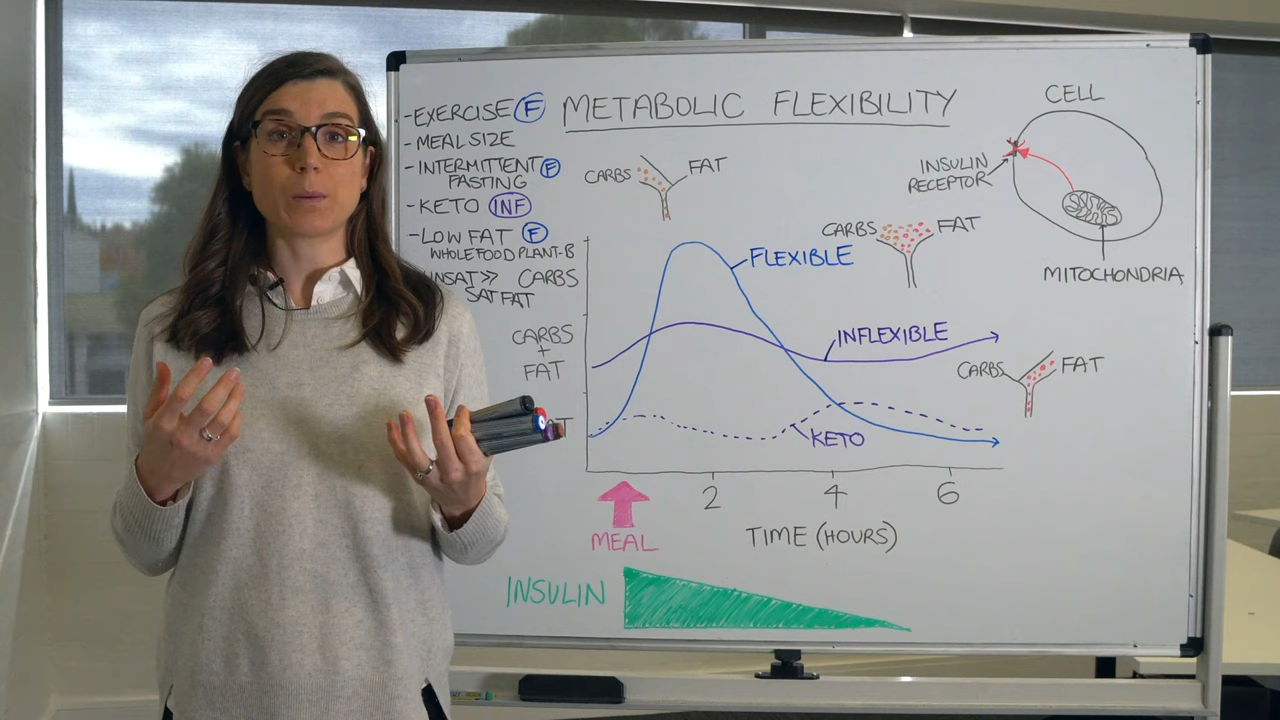 METABOLIC FLEXIBILITY
-EXERCISE F
-MEAL SIZE
-INTERMITTENT F
FASTING
-KETO INF
-LOW FAT F
WHOLEFOOD PLANT-B
UNSAT >> CARBS
SAT FAT
CARBS
+
FAT
CARBS FAT
CARBS FAT
CARBS FAT
FLEXIBLE
INFLEXIBLE
KETO
2 4 6
TIME (HOURS)
MEAL
INSULIN
CELL
INSULIN
RECEPTOR
MITOCHONDRIA